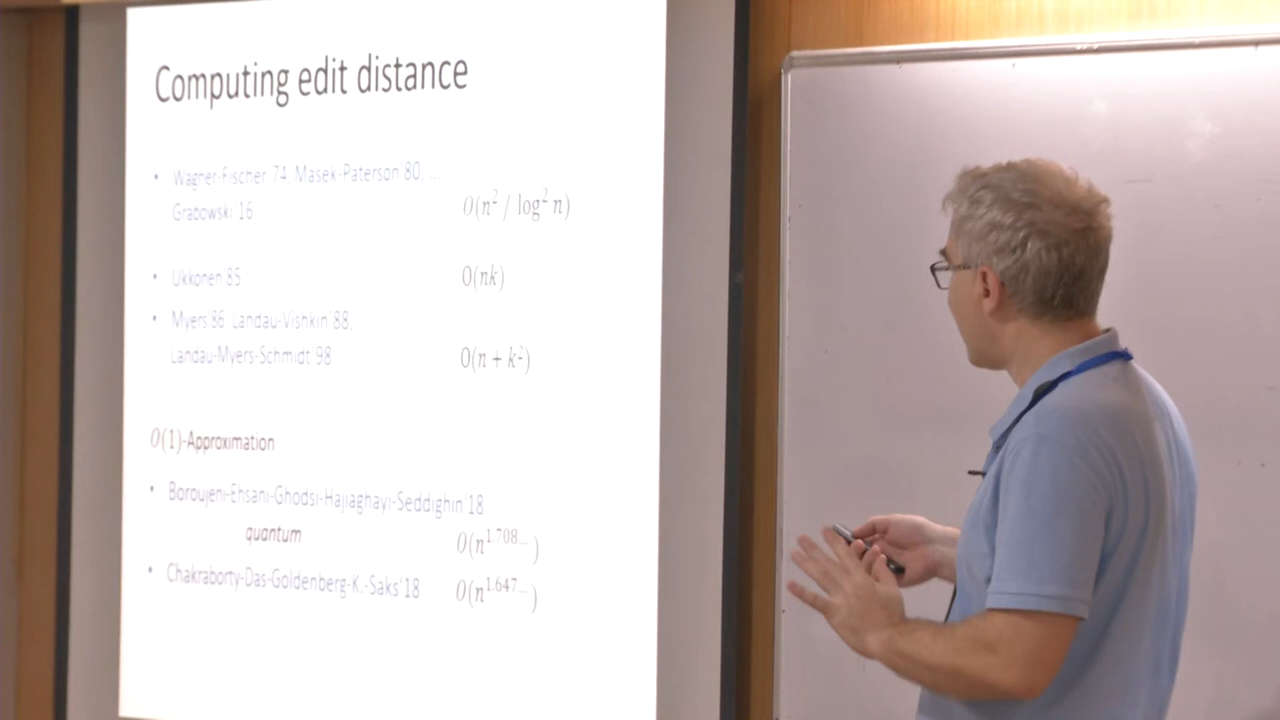 Computing edit distance
• Wagner-Fischer'74, Masek-Paterson'80, ...
Grabowski'16 O(n² / log² n)
• Ukkonen'85 O(nk)
• Myers'86, Landau-Vishkin'88,
Landau-Myers-Schmidt'98 O(n + k²)
O(1)-Approximation
• Boroujeni-Ehsani-Ghodsi-Hajiaghayi-Seddighin'18
quantum O(n^1.708...)
• Chakraborty-Das-Goldenberg-K.-Saks'18 O(n^1.647...)